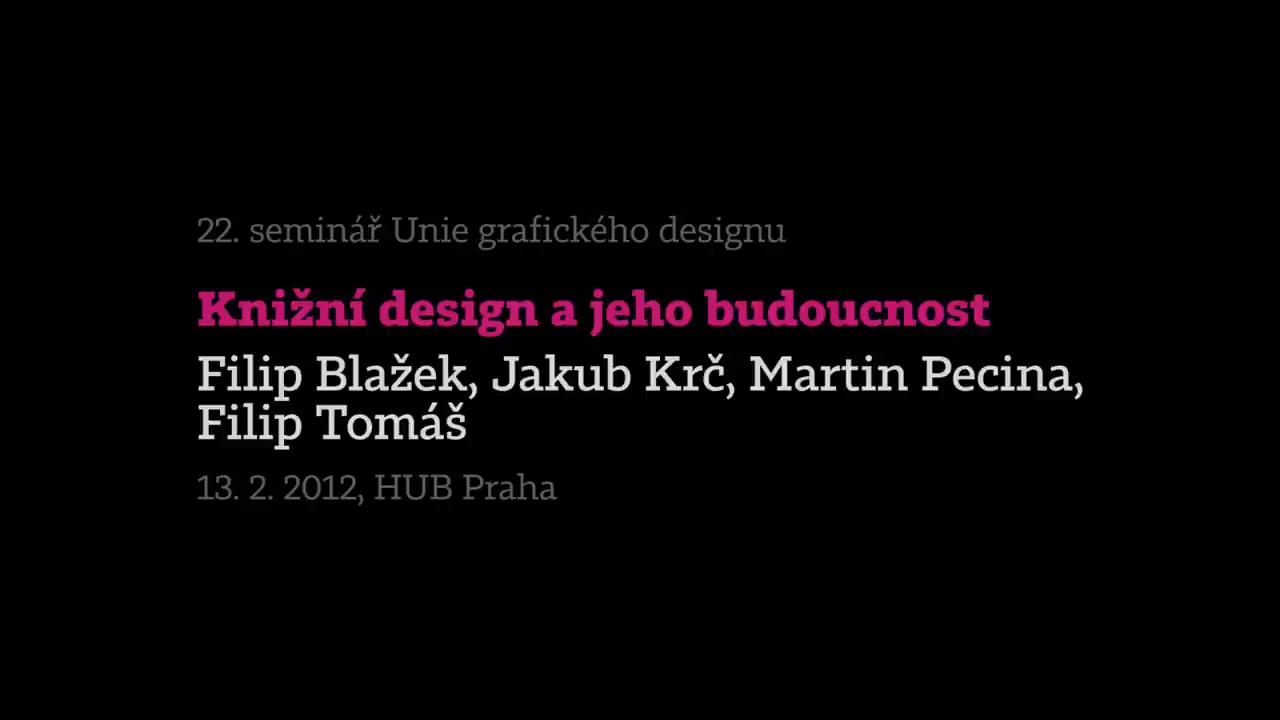 22. seminář Unie grafického designu
Knižní design a jeho budoucnost
Filip Blažek, Jakub Krč, Martin Pecina,
Filip Tomáš
13. 2. 2012, HUB Praha